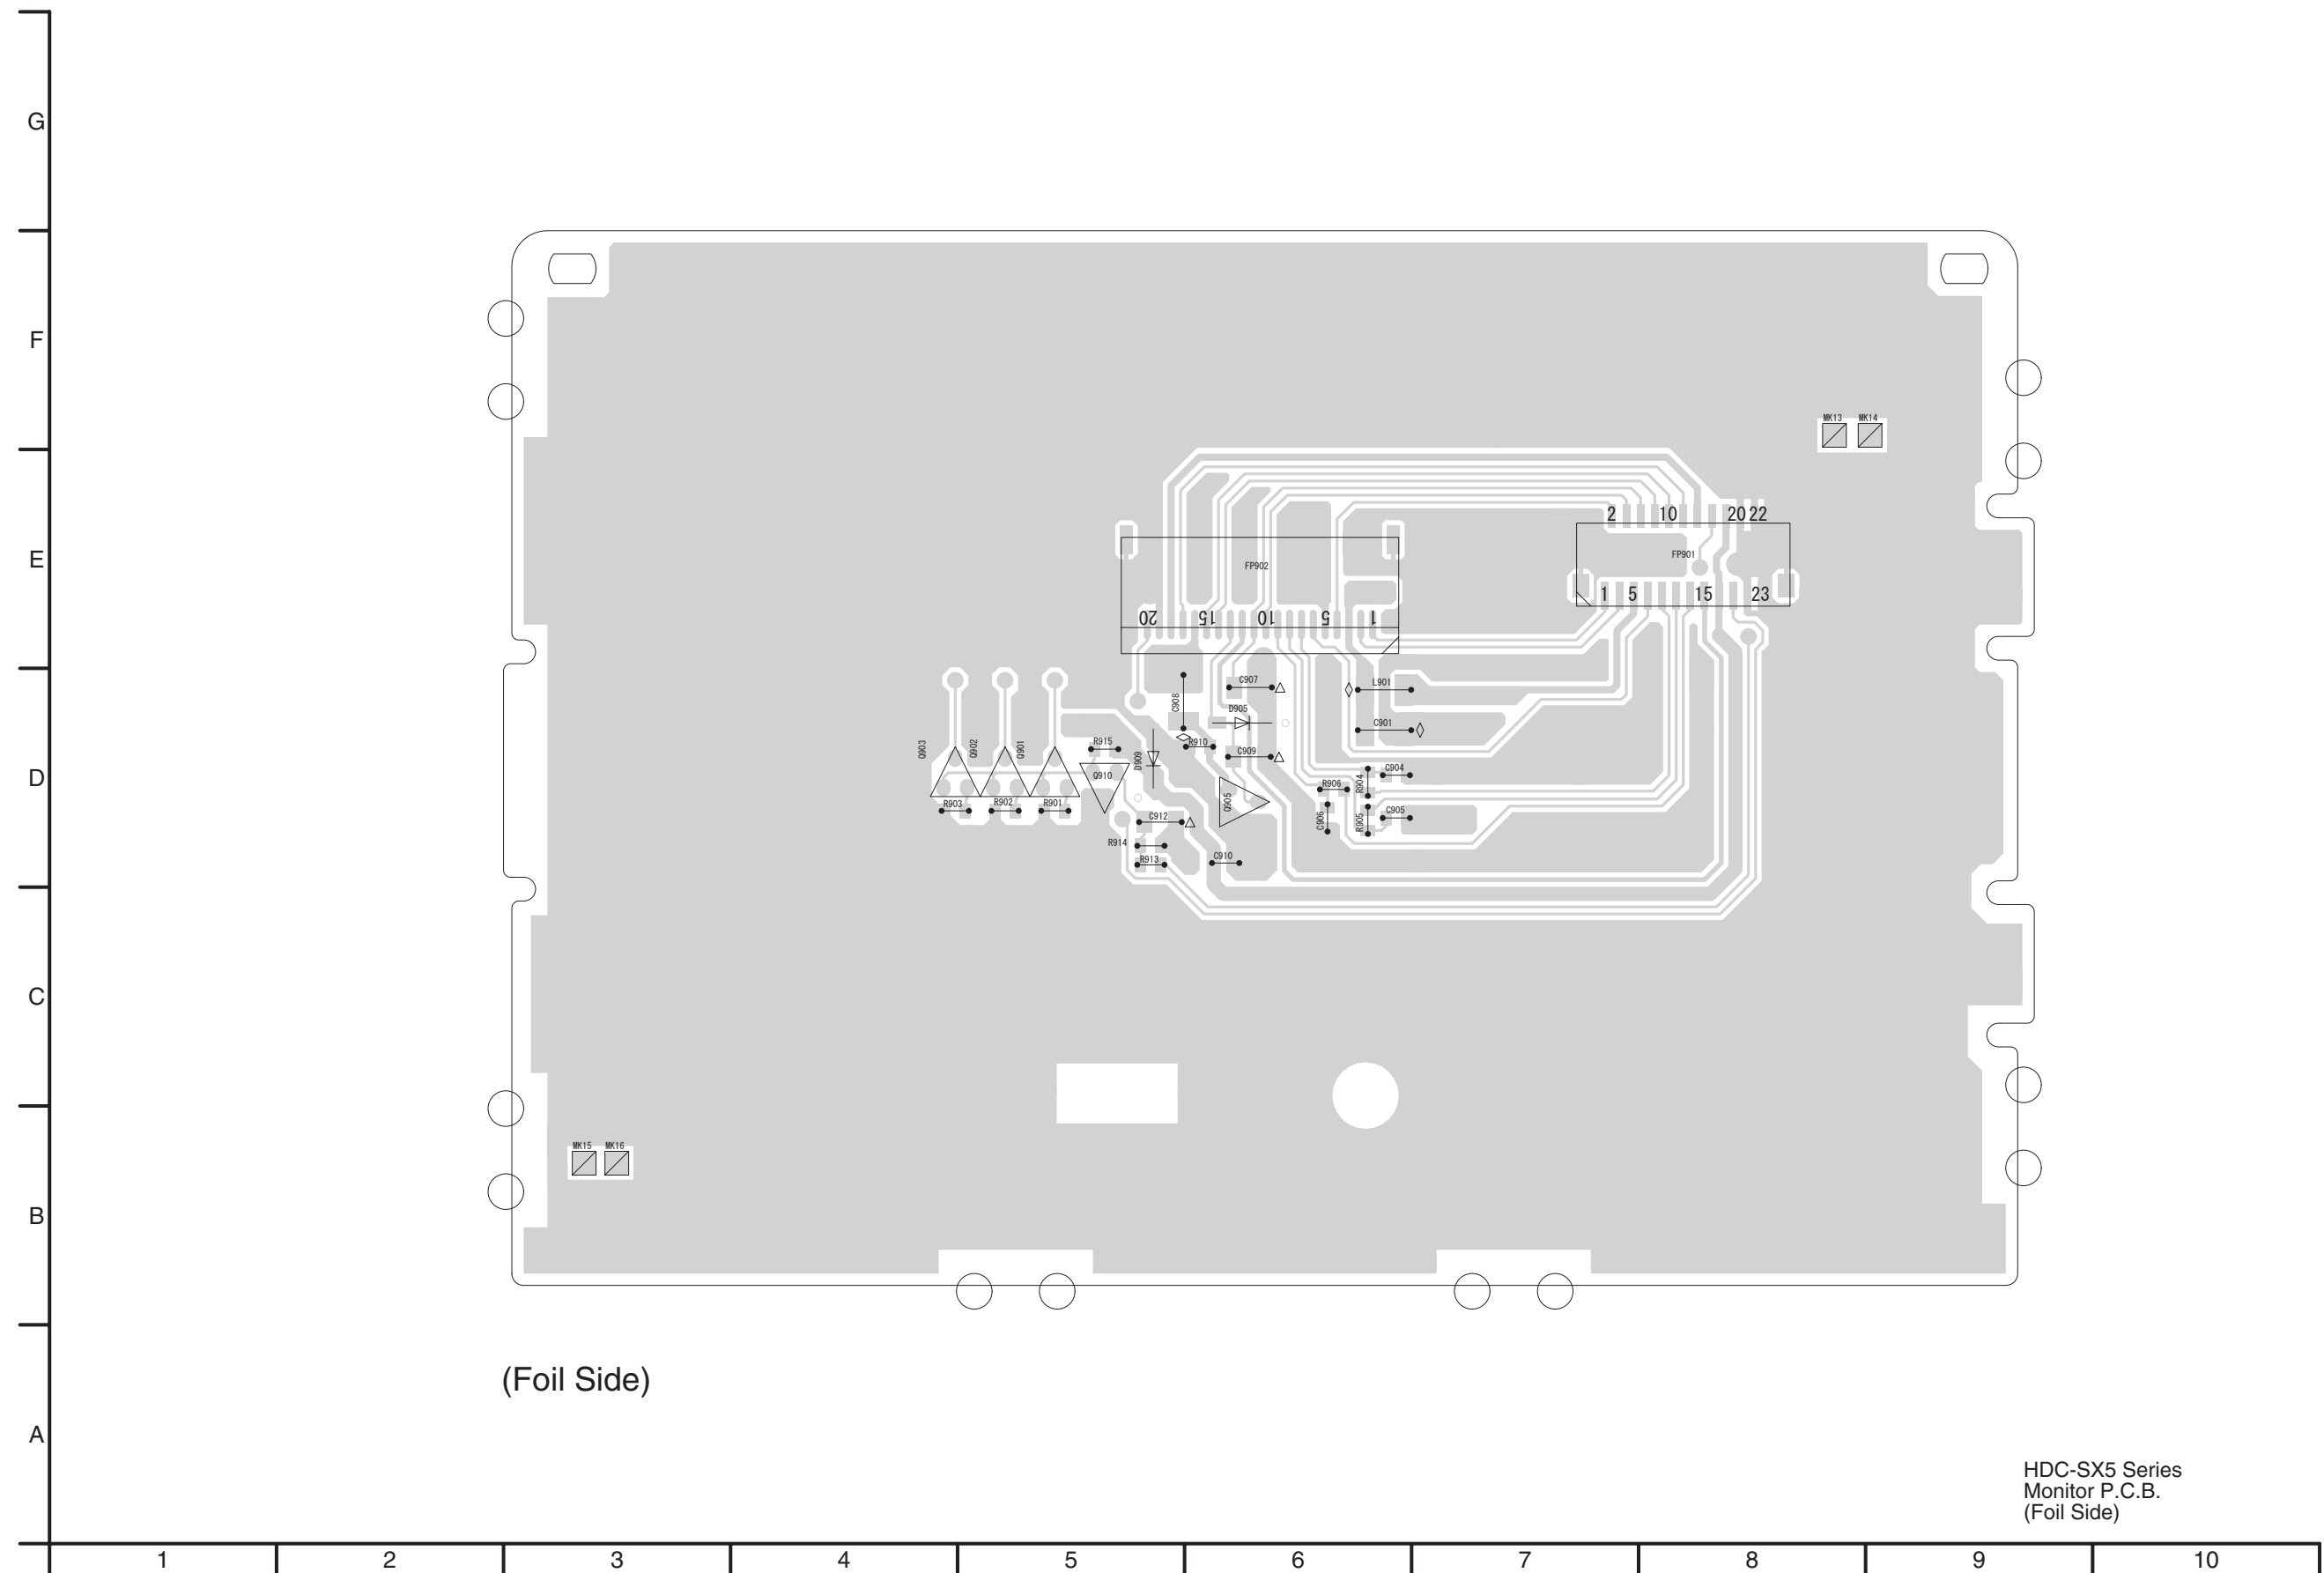 G
F
MK13 MK14
2 10 20 22
E
FP902
FP901
1 5 15 23
20 15 10 5 1
C907
L901
C908
D905
C901
Q903
Q902
Q901
R915
D909
R910
C909
D
Q910
C904
R904
R906
Q905
R903
R902
R901
C912
C906
R905
C905
R914
R913
C910
C
MK15 MK16
B
(Foil Side)
A
HDC-SX5 Series
Monitor P.C.B.
(Foil Side)
1 2 3 4 5 6 7 8 9 10